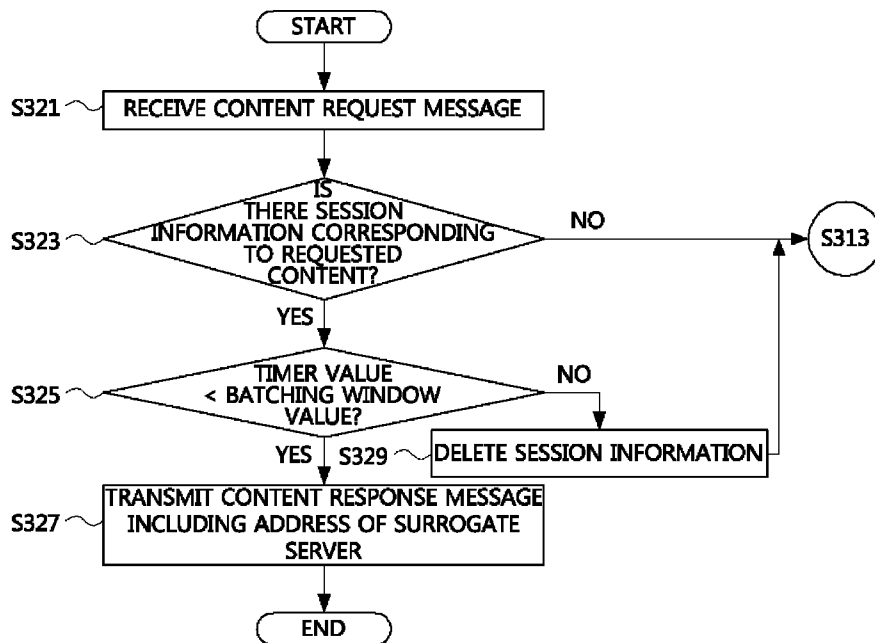 START
S321
RECEIVE CONTENT REQUEST MESSAGE
IS
THERE SESSION
INFORMATION CORRESPONDING
TO REQUESTED
CONTENT?
S323
NO
S313
YES
TIMER VALUE
< BATCHING WINDOW
VALUE?
S325
NO
YES
S329
DELETE SESSION INFORMATION
TRANSMIT CONTENT RESPONSE MESSAGE
INCLUDING ADDRESS OF SURROGATE
SERVER
S327
END